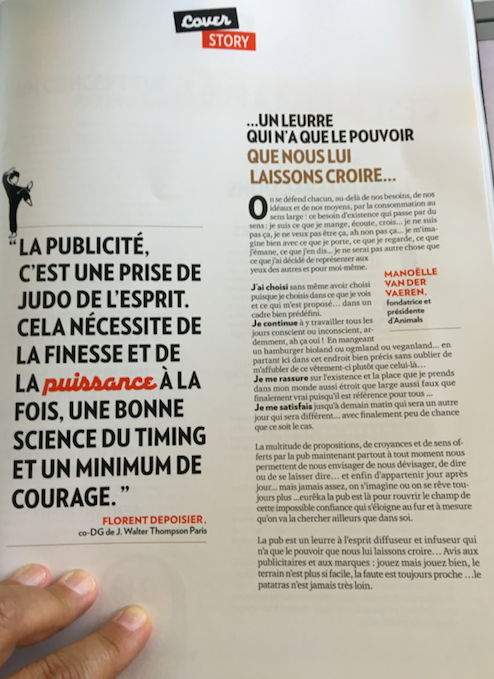 Cover
STORY
“LA PUBLICITÉ,
C'EST UNE PRISE DE
JUDO DE L'ESPRIT.
CELA NÉCESSITE DE
LA FINESSE ET DE
LA puissance À LA
FOIS, UNE BONNE
SCIENCE DU TIMING
ET UN MINIMUM DE
COURAGE. ”
FLORENT DEPOISIER,
co-DG de J. Walter Thompson Paris
...UN LEURRE
QUI N'A QUE LE POUVOIR
QUE NOUS LUI
LAISSONS CROIRE...
On se défend chacun, au-delà de nos besoins, de nos
idéaux et de nos moyens, par la consommation au
sens large : ce besoin d'existence qui passe par du
sens : je suis ce que je mange, écoute, crois... je ne suis
pas ça, je ne veux pas être ça, ah non pas ça... je m'ima-
gine bien avec ce que je porte, ce que je regarde, ce que
j'émane, ce que j'en dis... je ne serai pas autre chose que
ce que j'ai décidé de représenter aux
yeux des autres et pour moi-même.
MANOËLLE
VAN DER
VAEREN,
fondatrice et
présidente
d'Animals
J'ai choisi sans même avoir choisi
puisque je choisis dans ce que je vois
et ce qui m'est proposé... dans un
cadre bien prédéfini.
Je continue à y travailler tous les
jours conscient ou inconscient, ar-
demment, ah ça oui ! En mangeant
un hamburger bioland ou ogmland ou veganland... en
partant ici dans cet endroit bien précis sans oublier de
m'affubler de ce vêtement-ci plutôt que celui-là...
Je me rassure sur l'existence et la place que je prends
dans mon monde aussi étroit que large aussi faux que
finalement vrai puisqu'il est référence pour tous ...
Je me satisfais jusqu'à demain matin qui sera un autre
jour qui sera différent... avec finalement peu de chance
que ce soit le cas.
La multitude de propositions, de croyances et de sens of-
ferts par la pub maintenant partout à tout moment nous
permettent de nous envisager de nous dévisager, de dire
ou de se laisser dire... et enfin d'appartenir jour après
jour... mais jamais assez, on s'imagine ou on se rêve tou-
jours plus ...eurêka la pub est là pour rouvrir le champ de
cette impossible confiance qui s'éloigne au fur et à mesure
qu'on va la chercher ailleurs que dans soi.
La pub est un leurre à l'esprit diffuseur et infuseur qui
n'a que le pouvoir que nous lui laissons croire... Avis aux
publicitaires et aux marques : jouez mais jouez bien, le
terrain n'est plus si facile, la faute est toujours proche ...le
patatras n'est jamais très loin.